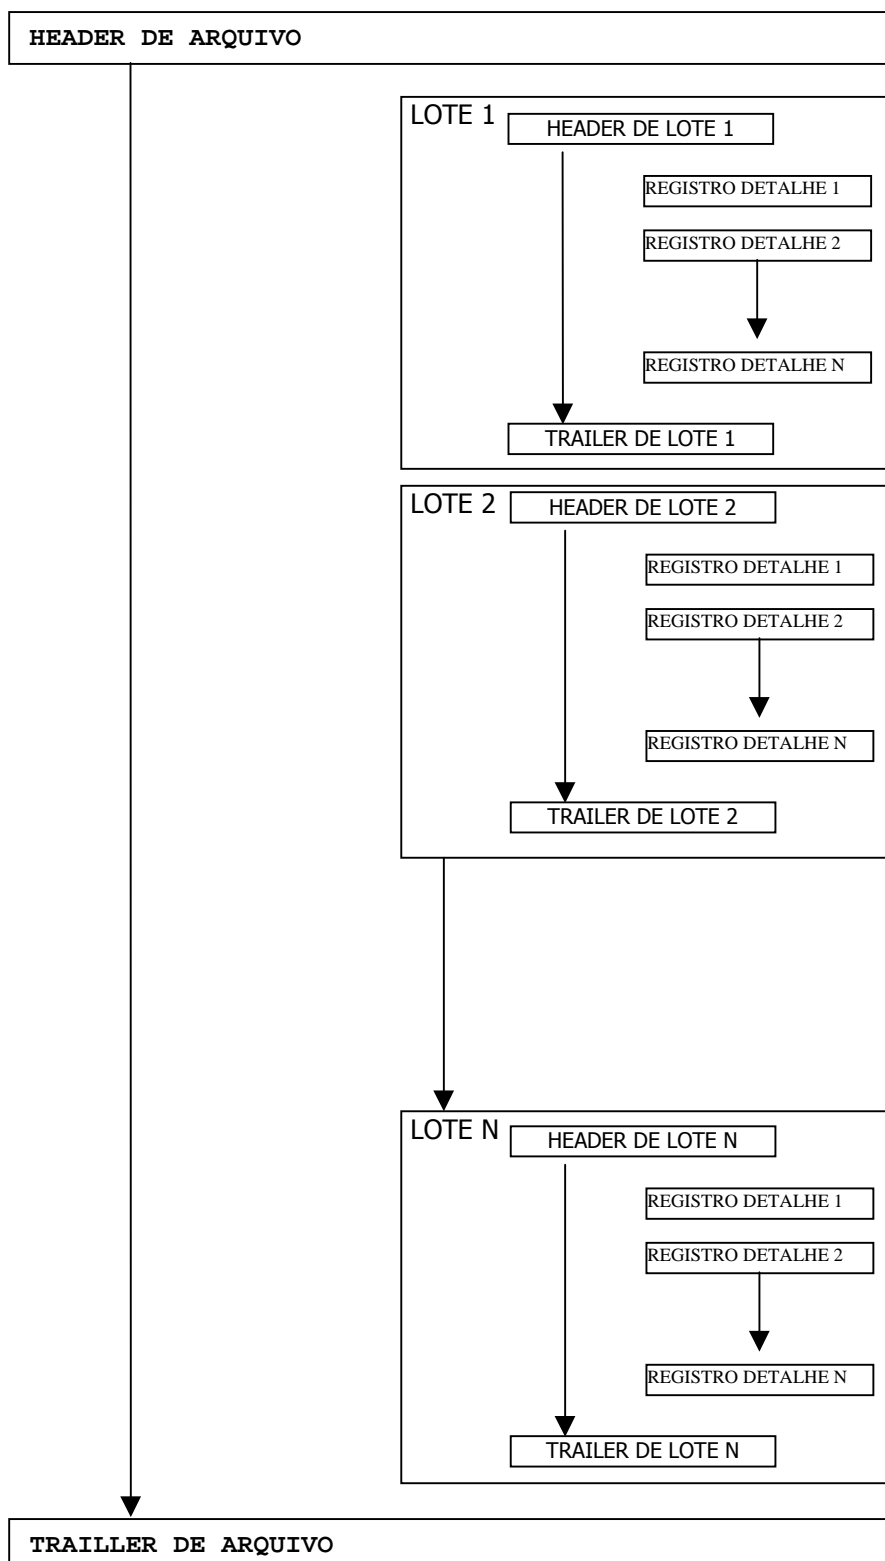 HEADER DE ARQUIVO
LOTE 1
HEADER DE LOTE 1
REGISTRO DETALHE 1
REGISTRO DETALHE 2
REGISTRO DETALHE N
TRAILER DE LOTE 1
LOTE 2
HEADER DE LOTE 2
REGISTRO DETALHE 1
REGISTRO DETALHE 2
REGISTRO DETALHE N
TRAILER DE LOTE 2
LOTE N
HEADER DE LOTE N
REGISTRO DETALHE 1
REGISTRO DETALHE 2
REGISTRO DETALHE N
TRAILER DE LOTE N
TRAILLER DE ARQUIVO